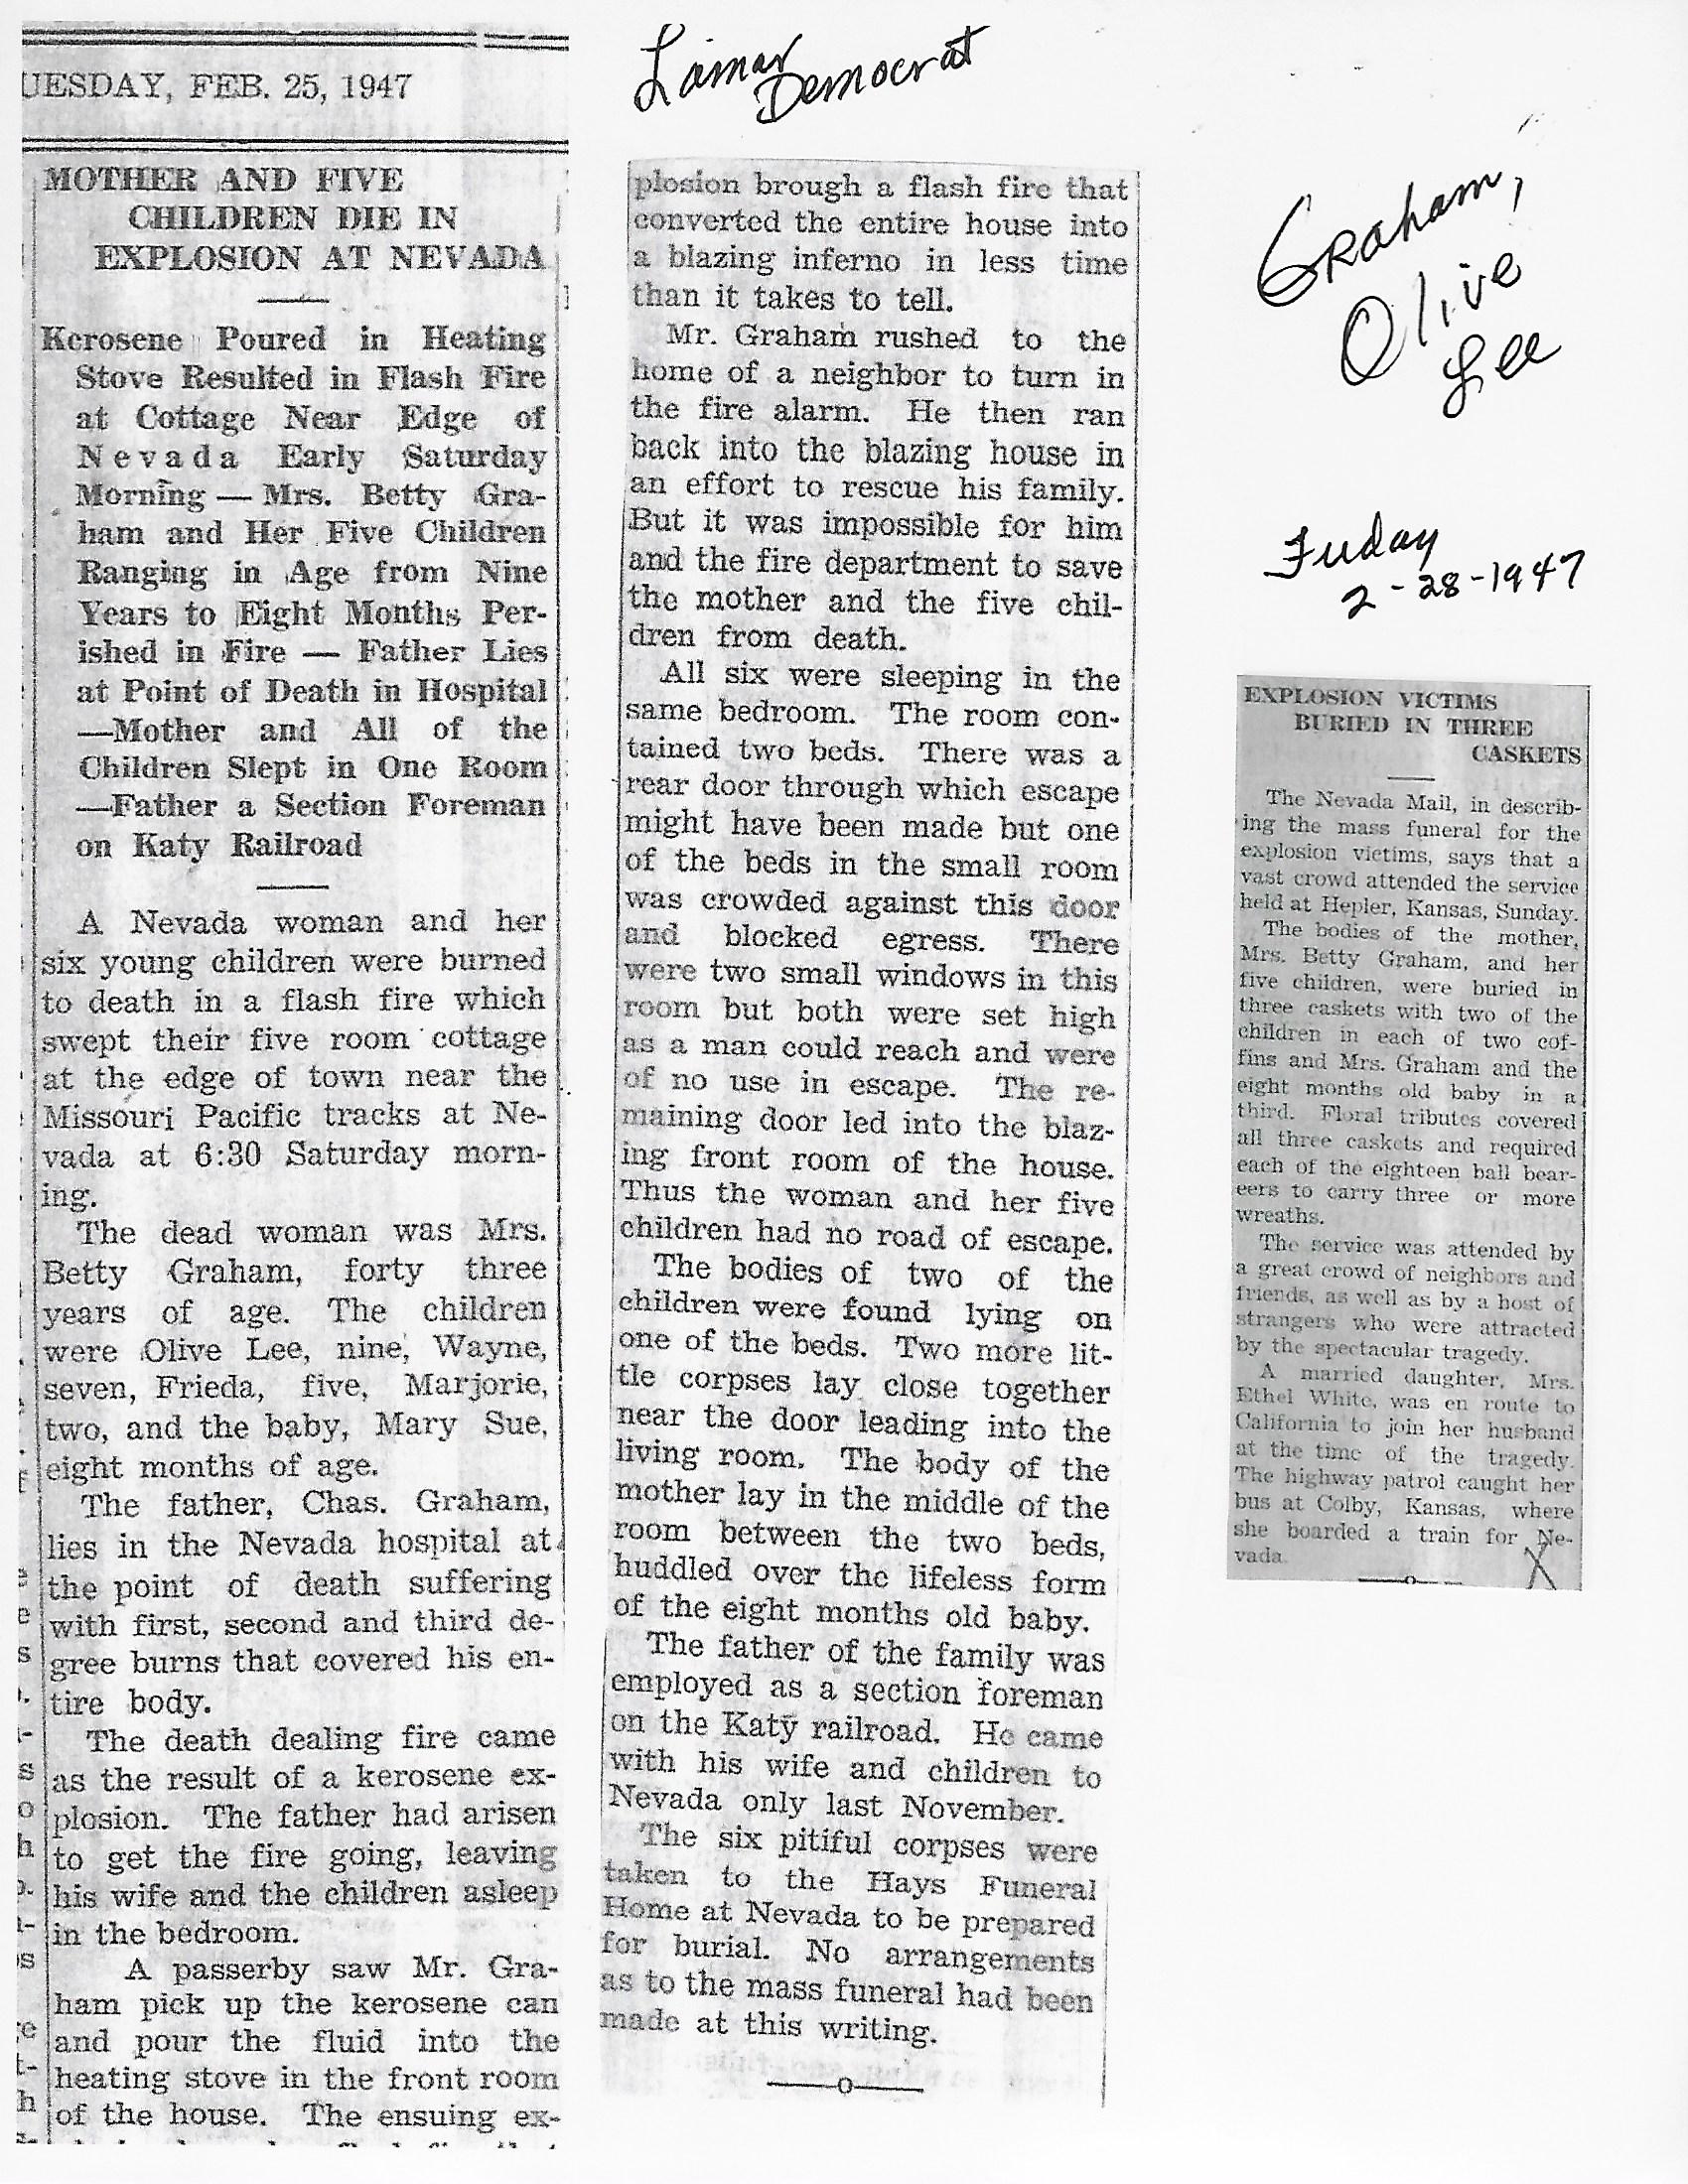 UESDAY, FEB. 25, 1947
MOTHER AND FIVE
CHILDREN DIE IN
EXPLOSION AT NEVADA
Kerosene Poured in Heating
Stove Resulted in Flash Fire
at Cottage Near Edge of
Nevada Early Saturday
Morning — Mrs. Betty Gra-
ham and Her Five Children
Ranging in Age from Nine
Years to Eight Months Per-
ished in Fire — Father Lies
at Point of Death in Hospital
—Mother and All of the
Children Slept in One Room
—Father a Section Foreman
on Katy Railroad
A Nevada woman and her
six young children were burned
to death in a flash fire which
swept their five room cottage
at the edge of town near the
Missouri Pacific tracks at Ne-
vada at 6:30 Saturday morn-
ing.
The dead woman was Mrs.
Betty Graham, forty three
years of age. The children
were Olive Lee, nine, Wayne,
seven, Frieda, five, Marjorie,
two, and the baby, Mary Sue,
eight months of age.
The father, Chas. Graham,
lies in the Nevada hospital at
the point of death suffering
with first, second and third de-
gree burns that covered his en-
tire body.
The death dealing fire came
as the result of a kerosene ex-
plosion. The father had arisen
to get the fire going, leaving
his wife and the children asleep
in the bedroom.
A passerby saw Mr. Gra-
ham pick up the kerosene can
and pour the fluid into the
heating stove in the front room
of the house. The ensuing ex-
Lamar
Democrat
plosion brough a flash fire that
converted the entire house into
a blazing inferno in less time
than it takes to tell.
Mr. Graham rushed to the
home of a neighbor to turn in
the fire alarm. He then ran
back into the blazing house in
an effort to rescue his family.
But it was impossible for him
and the fire department to save
the mother and the five chil-
dren from death.
All six were sleeping in the
same bedroom. The room con-
tained two beds. There was a
rear door through which escape
might have been made but one
of the beds in the small room
was crowded against this door
and blocked egress. There
were two small windows in this
room but both were set high
as a man could reach and were
of no use in escape. The re-
maining door led into the blaz-
ing front room of the house.
Thus the woman and her five
children had no road of escape.
The bodies of two of the
children were found lying on
one of the beds. Two more lit-
tle corpses lay close together
near the door leading into the
living room. The body of the
mother lay in the middle of the
room between the two beds,
huddled over the lifeless form
of the eight months old baby.
The father of the family was
employed as a section foreman
on the Katy railroad. He came
with his wife and children to
Nevada only last November.
The six pitiful corpses were
taken to the Hays Funeral
Home at Nevada to be prepared
for burial. No arrangements
as to the mass funeral had been
made at this writing.
Graham,
Olive
Lee
Friday
2-28-1947
EXPLOSION VICTIMS
BURIED IN THREE
CASKETS
The Nevada Mail, in describ-
ing the mass funeral for the
explosion victims, says that a
vast crowd attended the service
held at Hepler, Kansas, Sunday.
The bodies of the mother,
Mrs. Betty Graham, and her
five children, were buried in
three caskets with two of the
children in each of two cof-
fins and Mrs. Graham and the
eight months old baby in a
third. Floral tributes covered
all three caskets and required
each of the eighteen ball bear-
eers to carry three or more
wreaths.
The service was attended by
a great crowd of neighbors and
friends, as well as by a host of
strangers who were attracted
by the spectacular tragedy.
A married daughter, Mrs.
Ethel White, was en route to
California to join her husband
at the time of the tragedy.
The highway patrol caught her
bus at Colby, Kansas, where
she boarded a train for Ne-
vada.